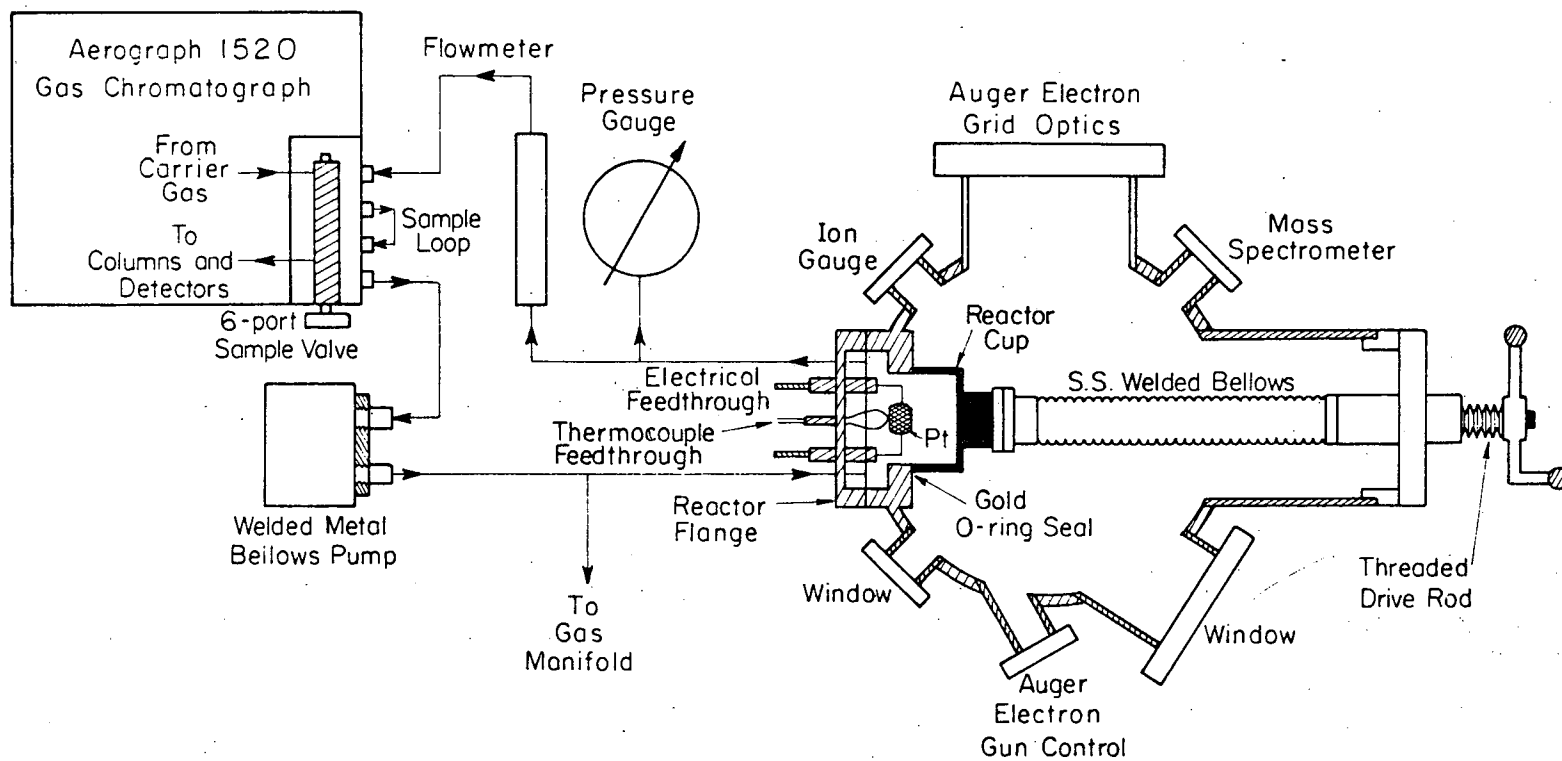 Aerograph 1520
Gas Chromatograph
From
Carrier
Gas
To
Columns and
Detectors
6-port
Sample Valve
Sample
Loop
Flowmeter
Pressure
Gauge
Welded Metal
Bellows Pump
To
Gas
Manifold
Electrical
Feedthrough
Thermocouple
Feedthrough
Reactor
Flange
Pt
Reactor
Cup
Gold
O-ring Seal
Ion
Gauge
Auger Electron
Grid Optics
Mass
Spectrometer
S.S. Welded Bellows
Threaded
Drive Rod
Window
Auger
Electron
Gun Control
Window